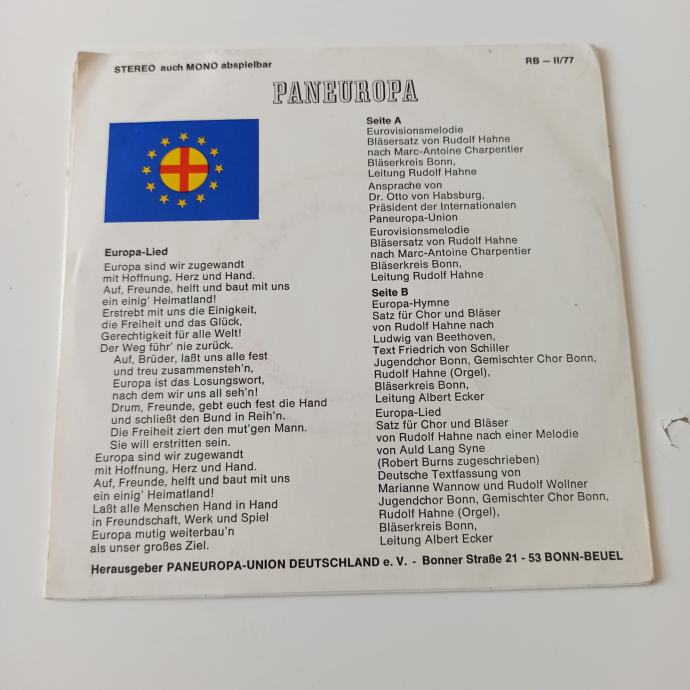 STEREO auch MONO abspielbar
RB — II/77
PANEUROPA
Europa-Lied
Europa sind wir zugewandt
mit Hoffnung, Herz und Hand.
Auf, Freunde, helft und baut mit uns
ein einig' Heimatland!
Erstrebt mit uns die Einigkeit,
die Freiheit und das Glück,
Gerechtigkeit für alle Welt!
Der Weg führ' nie zurück.
Auf, Brüder, laßt uns alle fest
und treu zusammensteh'n,
Europa ist das Losungswort,
nach dem wir uns all seh'n!
Drum, Freunde, gebt euch fest die Hand
und schließt den Bund in Reih'n.
Die Freiheit ziert den mut'gen Mann.
Sie will erstritten sein.
Europa sind wir zugewandt
mit Hoffnung, Herz und Hand.
Auf, Freunde, helft und baut mit uns
ein einig' Heimatland!
Laßt alle Menschen Hand in Hand
in Freundschaft, Werk und Spiel
Europa mutig weiterbau'n
als unser großes Ziel.
Seite A
Eurovisionsmelodie
Bläsersatz von Rudolf Hahne
nach Marc-Antoine Charpentier
Bläserkreis Bonn,
Leitung Rudolf Hahne
Ansprache von
Dr. Otto von Habsburg,
Präsident der Internationalen
Paneuropa-Union
Eurovisionsmelodie
Bläsersatz von Rudolf Hahne
nach Marc-Antoine Charpentier
Bläserkreis Bonn,
Leitung Rudolf Hahne
Seite B
Europa-Hymne
Satz für Chor und Bläser
von Rudolf Hahne nach
Ludwig van Beethoven,
Text Friedrich von Schiller
Jugendchor Bonn, Gemischter Chor Bonn,
Rudolf Hahne (Orgel),
Bläserkreis Bonn,
Leitung Albert Ecker
Europa-Lied
Satz für Chor und Bläser
von Rudolf Hahne nach einer Melodie
von Auld Lang Syne
(Robert Burns zugeschrieben)
Deutsche Textfassung von
Marianne Wannow und Rudolf Wollner
Jugendchor Bonn, Gemischter Chor Bonn,
Rudolf Hahne (Orgel),
Bläserkreis Bonn,
Leitung Albert Ecker
Herausgeber PANEUROPA-UNION DEUTSCHLAND e. V. - Bonner Straße 21 - 53 BONN-BEUEL